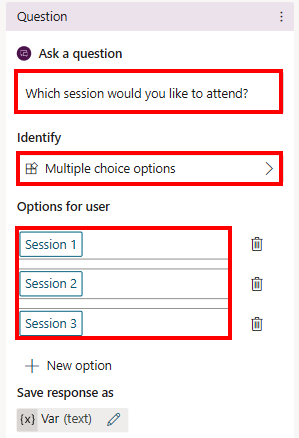 Question
Ask a question
Which session would you like to attend?
Identify
Multiple choice options
Options for user
Session 1
Session 2
Session 3
New option
Save response as
{x} Var (text)